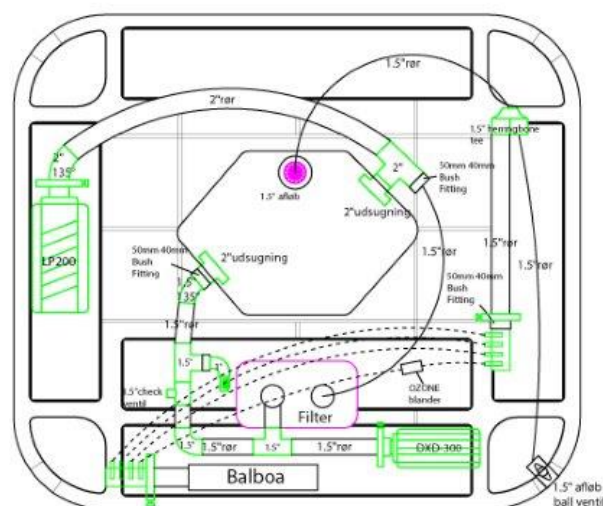 1.5"rør
2"rør
1.5" herringbone
tee
2"
135°
2"
50mm 40mm
Bush
Fitting
1.5" afløb
2"udsugning
50mm 40mm
Bush
Fitting
2"udsugning
LP200
1.5"rør
1.5"rør
1.5"rør
50mm 40mm
Bush
Fitting
1.5"
135°
1.5"rør
1.5"
1"
1.5"check
ventil
OZONE
blander
Filter
1.5"
1.5"rør
1.5"
1.5"rør
DXD 300
Balboa
1.5" afløb
ball ventil